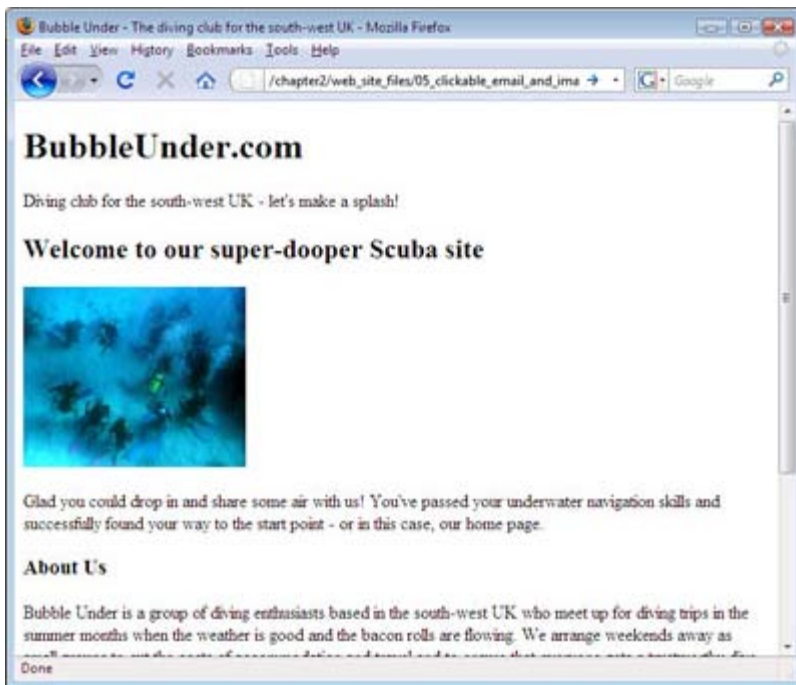 Bubble Under - The diving club for the south-west UK - Mozilla Firefox
File Edit View History Bookmarks Tools Help
/chapter2/web_site_files/05_clickable_email_and_ima
Google
BubbleUnder.com
Diving club for the south-west UK - let's make a splash!
Welcome to our super-dooper Scuba site
Glad you could drop in and share some air with us! You've passed your underwater navigation skills and
successfully found your way to the start point - or in this case, our home page.
About Us
Bubble Under is a group of diving enthusiasts based in the south-west UK who meet up for diving trips in the
summer months when the weather is good and the bacon rolls are flowing. We arrange weekends away as
Done